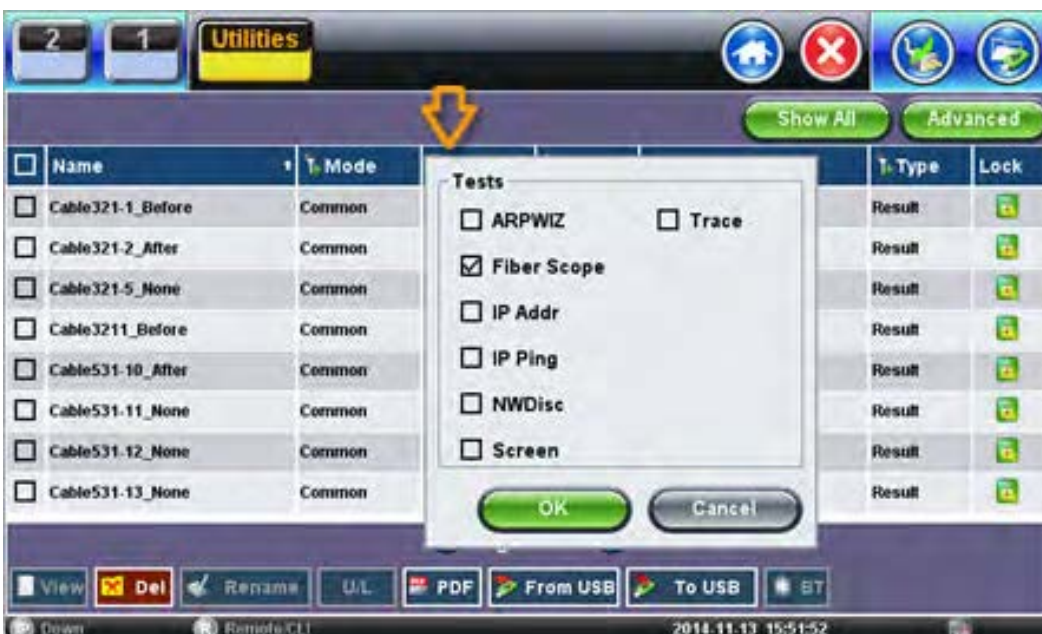 2 1 Utilities
Show All Advanced
Name Mode Type Lock
Tests
ARPWIZ Trace
Fiber Scope
IP Addr
IP Ping
NWDisc
Screen
OK Cancel
Cable321-1_Before Common Result
Cable321-2_After Common Result
Cable321-5_None Common Result
Cable3211_Before Common Result
Cable531-10_After Common Result
Cable531-11_None Common Result
Cable531-12_None Common Result
Cable531-13_None Common Result
View Del Rename U/L PDF From USB To USB BT
(P) Down (R) Remote/CLI 2014-11-13 15:51:52